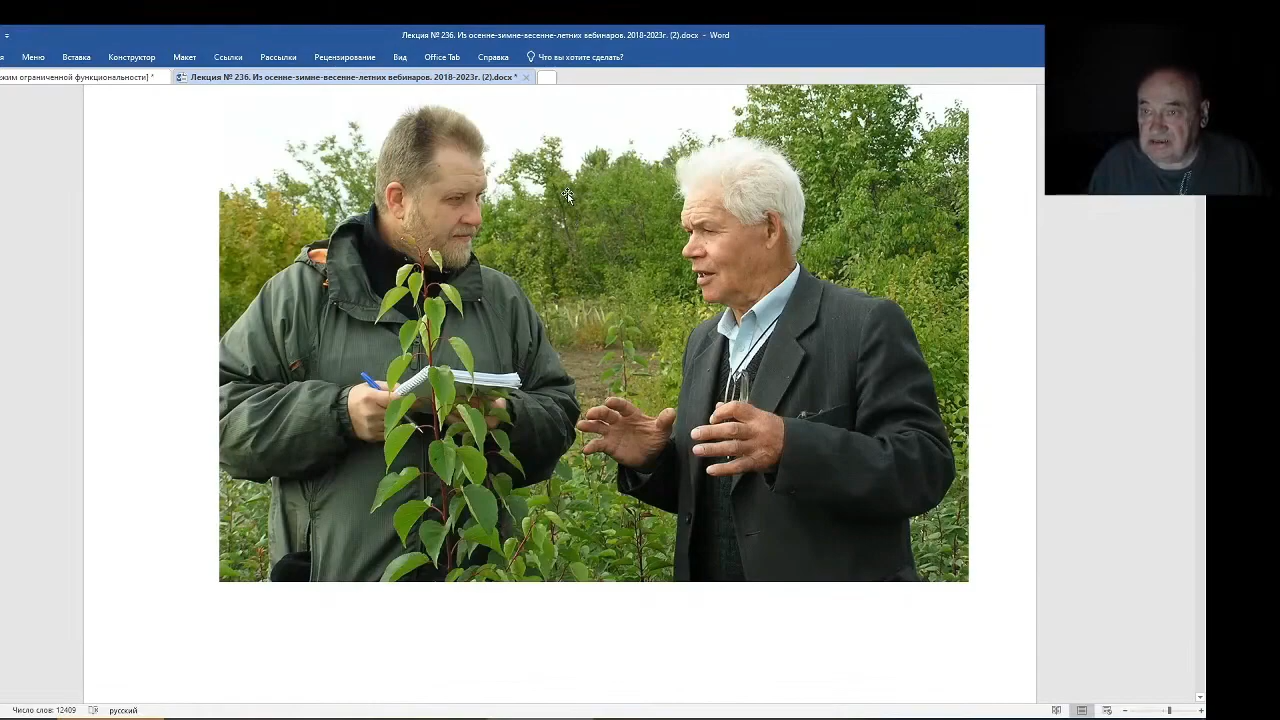 Лекция № 236. Из осенне-зимне-весенне-летних вебинаров. 2018-2023г. (2).docx - Word
Меню Вставка Конструктор Макет Ссылки Рассылки Рецензирование Вид Office Tab Справка Что вы хотите сделать?
ограниченной функциональности] * Лекция № 236. Из осенне-зимне-весенне-летних вебинаров. 2018-2023г. (2).docx *
Число слов: 12409 русский